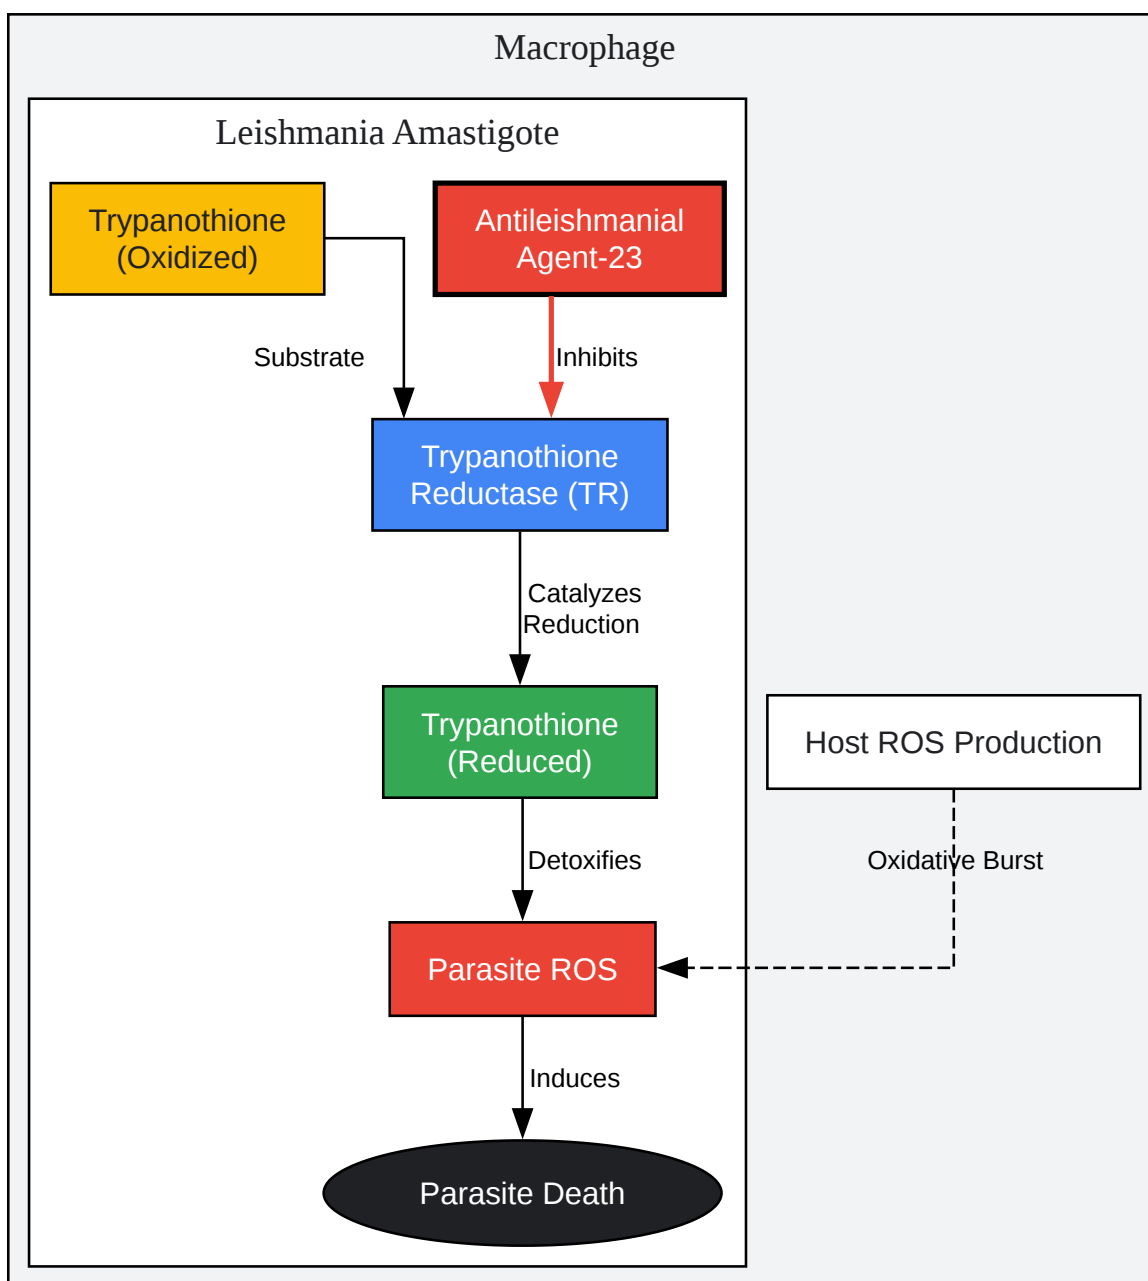 Macrophage
Leishmania Amastigote
Trypanothione
(Oxidized)
Antileishmanial
Agent-23
Substrate
Inhibits
Trypanothione
Reductase (TR)
Catalyzes
Reduction
Trypanothione
(Reduced)
Host ROS Production
Detoxifies
Oxidative Burst
Parasite ROS
Induces
Parasite Death